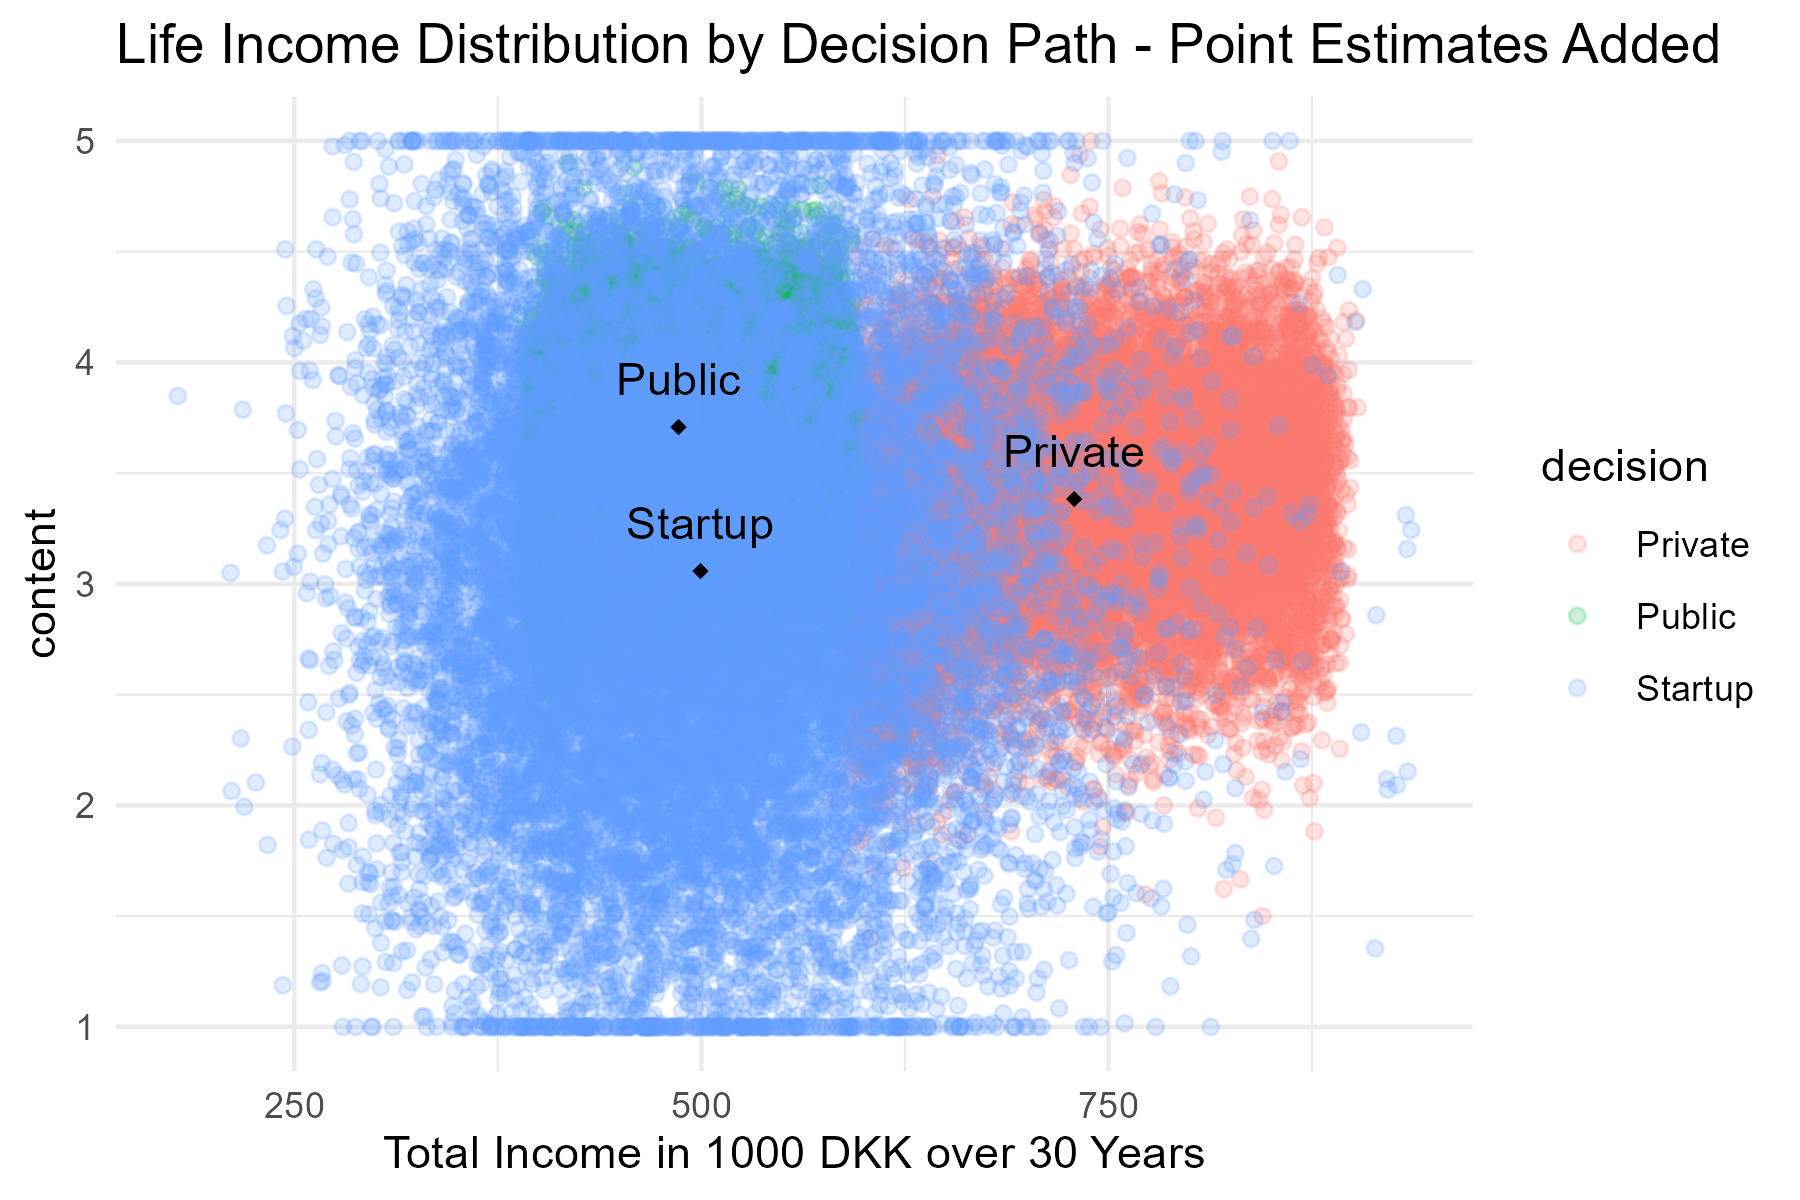 Life Income Distribution by Decision Path - Point Estimates Added
5
4
3
2
1
content
Public
Startup
Private
250
500
750
Total Income in 1000 DKK over 30 Years
decision
Private
Public
Startup